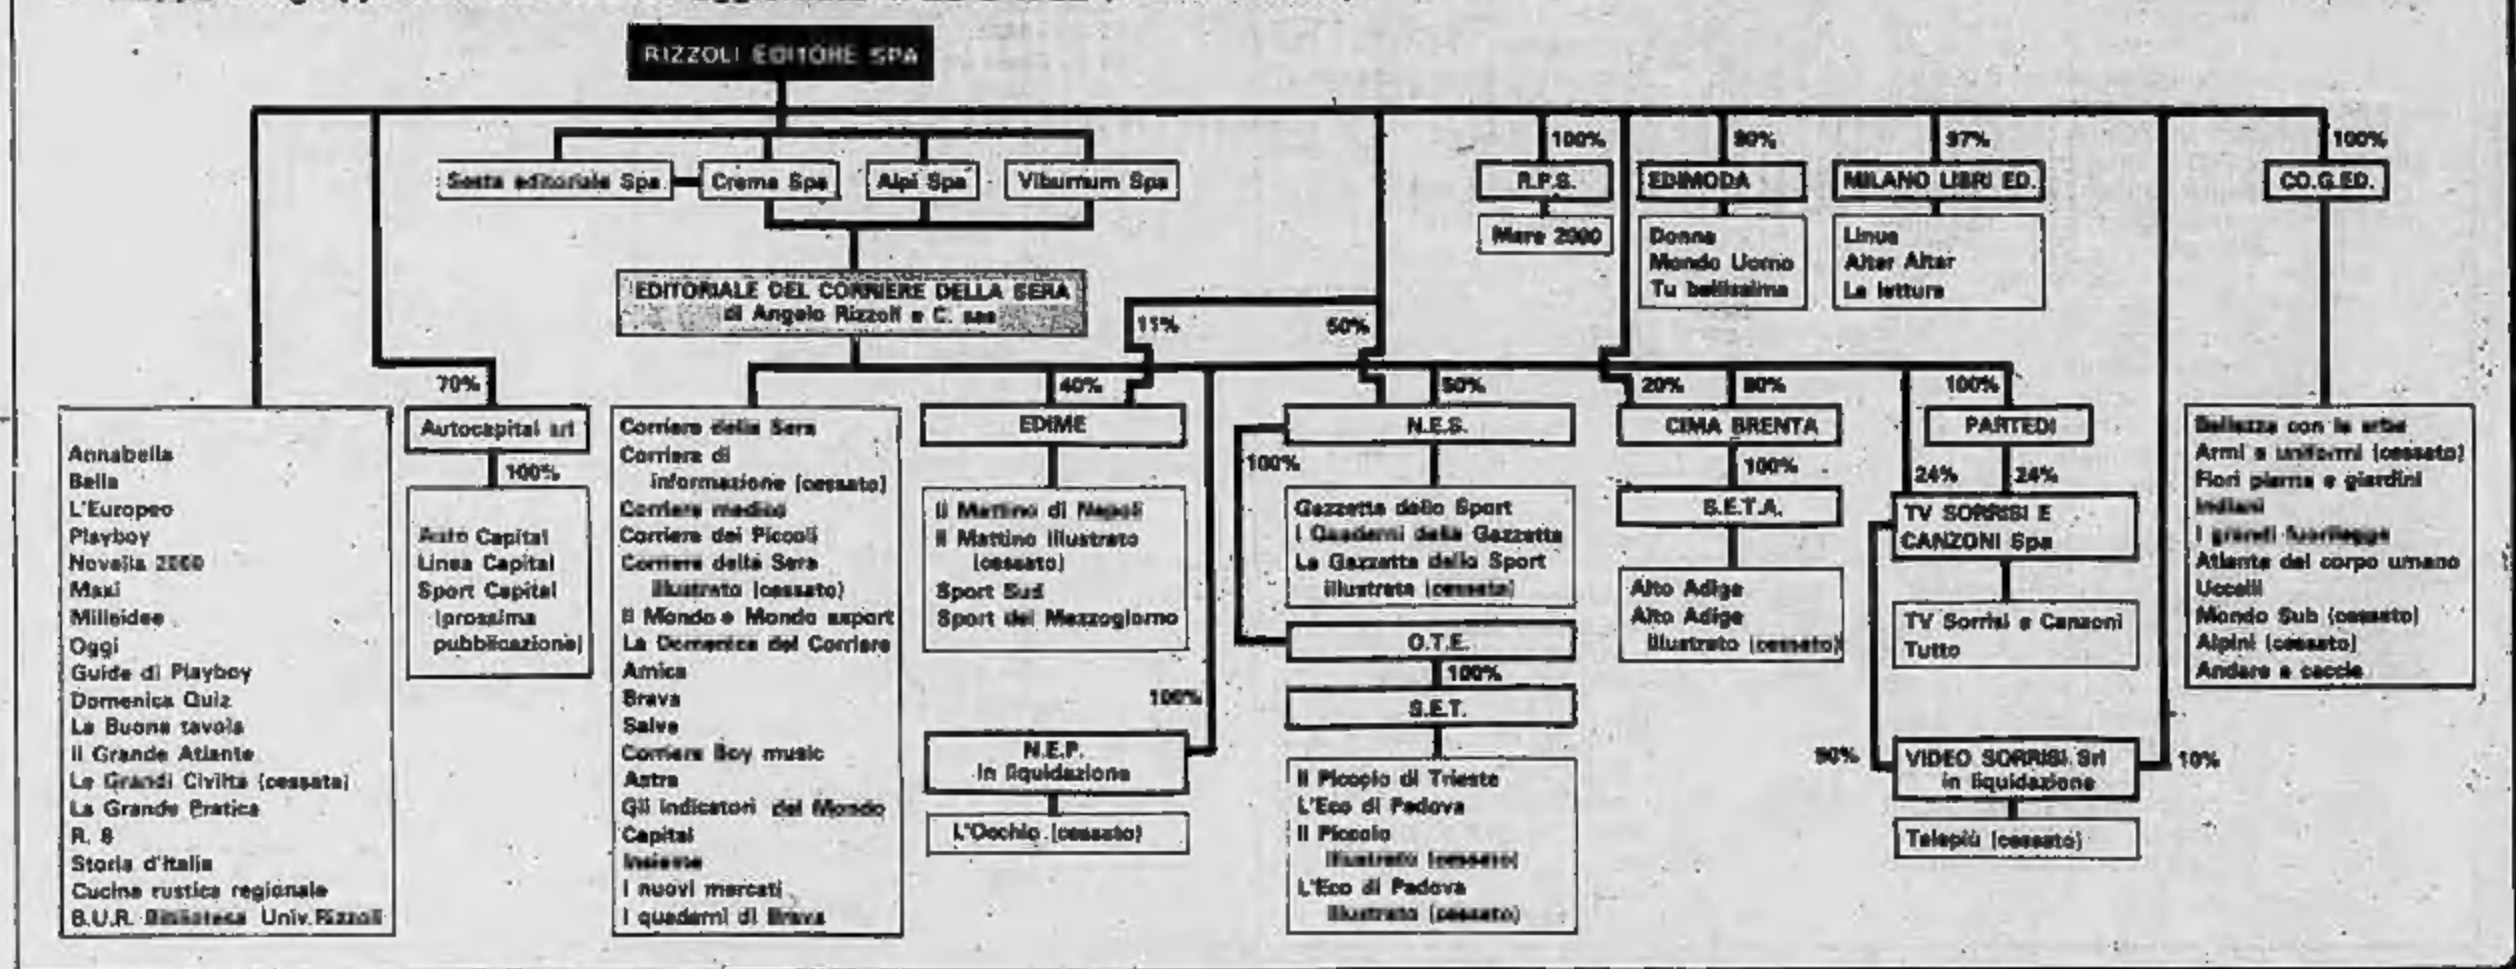 RIZZOLI EDITORE SPA
Sesta editoriale Spa
Crema Spa
Alpi Spa
Viburnum Spa
EDITORIALE DEL CORRIERE DELLA SERA
di Angelo Rizzoli e C. sas
100%
R.P.S.
Mare 2000
90%
EDIMODA
Donna
Mondo Uomo
Tu bellissima
97%
MILANO LIBRI ED.
Linus
Alter Alter
La lettura
100%
CO.G.ED.
Bellezza con le erbe
Armi e uniformi (cessato)
Fiori piante e giardini
Indiani
I grandi fuorilegge
Atlante del corpo umano
Uccelli
Mondo Sub (cessato)
Alpini (cessato)
Andare a caccia
Annabella
Bella
L'Europeo
Playboy
Novella 2000
Maxi
Milleidee
Oggi
Guide di Playboy
Domenica Quiz
La Buona tavola
Il Grande Atlante
Le Grandi Civiltà (cessata)
La Grande Pratica
R. 8
Storia d'Italia
Cucina rustica regionale
B.U.R. Biblioteca Univ. Rizzoli
70%
Autocapital srl
100%
Auto Capital
Linea Capital
Sport Capital
(prossima
pubblicazione)
Corriere della Sera
Corriere di
informazione (cessato)
Corriere medico
Corriere dei Piccoli
Corriere della Sera
illustrato (cessato)
Il Mondo e Mondo export
La Domenica del Corriere
Amica
Brava
Salve
Corriere Boy music
Astra
Gli indicatori del Mondo
Capital
Insieme
I nuovi mercati
I quaderni di Brava
11%
40%
EDIME
Il Mattino di Napoli
Il Mattino illustrato
(cessato)
Sport Sud
Sport del Mezzogiorno
100%
N.E.P.
in liquidazione
L'Occhio (cessato)
50%
50%
N.E.S.
100%
Gazzetta dello Sport
I Quaderni della Gazzetta
La Gazzetta dello Sport
illustrata (cessata)
O.T.E.
100%
S.E.T.
Il Piccolo di Trieste
L'Eco di Padova
Il Piccolo
illustrato (cessato)
L'Eco di Padova
illustrato (cessato)
20%
80%
CIMA BRENTA
100%
S.E.T.A.
Alto Adige
Alto Adige
illustrato (cessato)
100%
PARTEDI
24%
24%
TV SORRISI E
CANZONI Spa
TV Sorrisi e Canzoni
Tutto
90%
VIDEO SORRISI Srl
in liquidazione
10%
Telepiù (cessato)